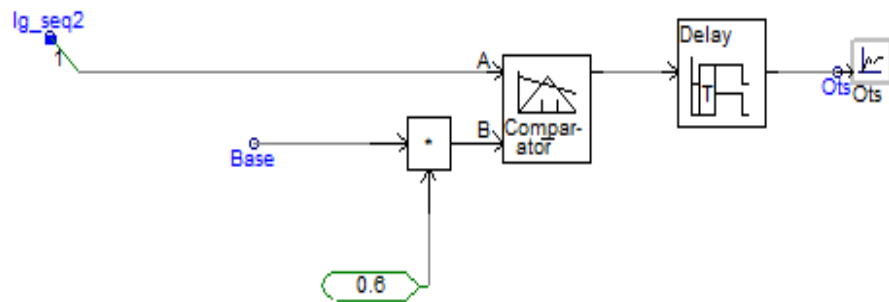 Ig_seq2
1
A
Delay
T
Ots
Ots
B
Compar-
ator
*
Base
0.6